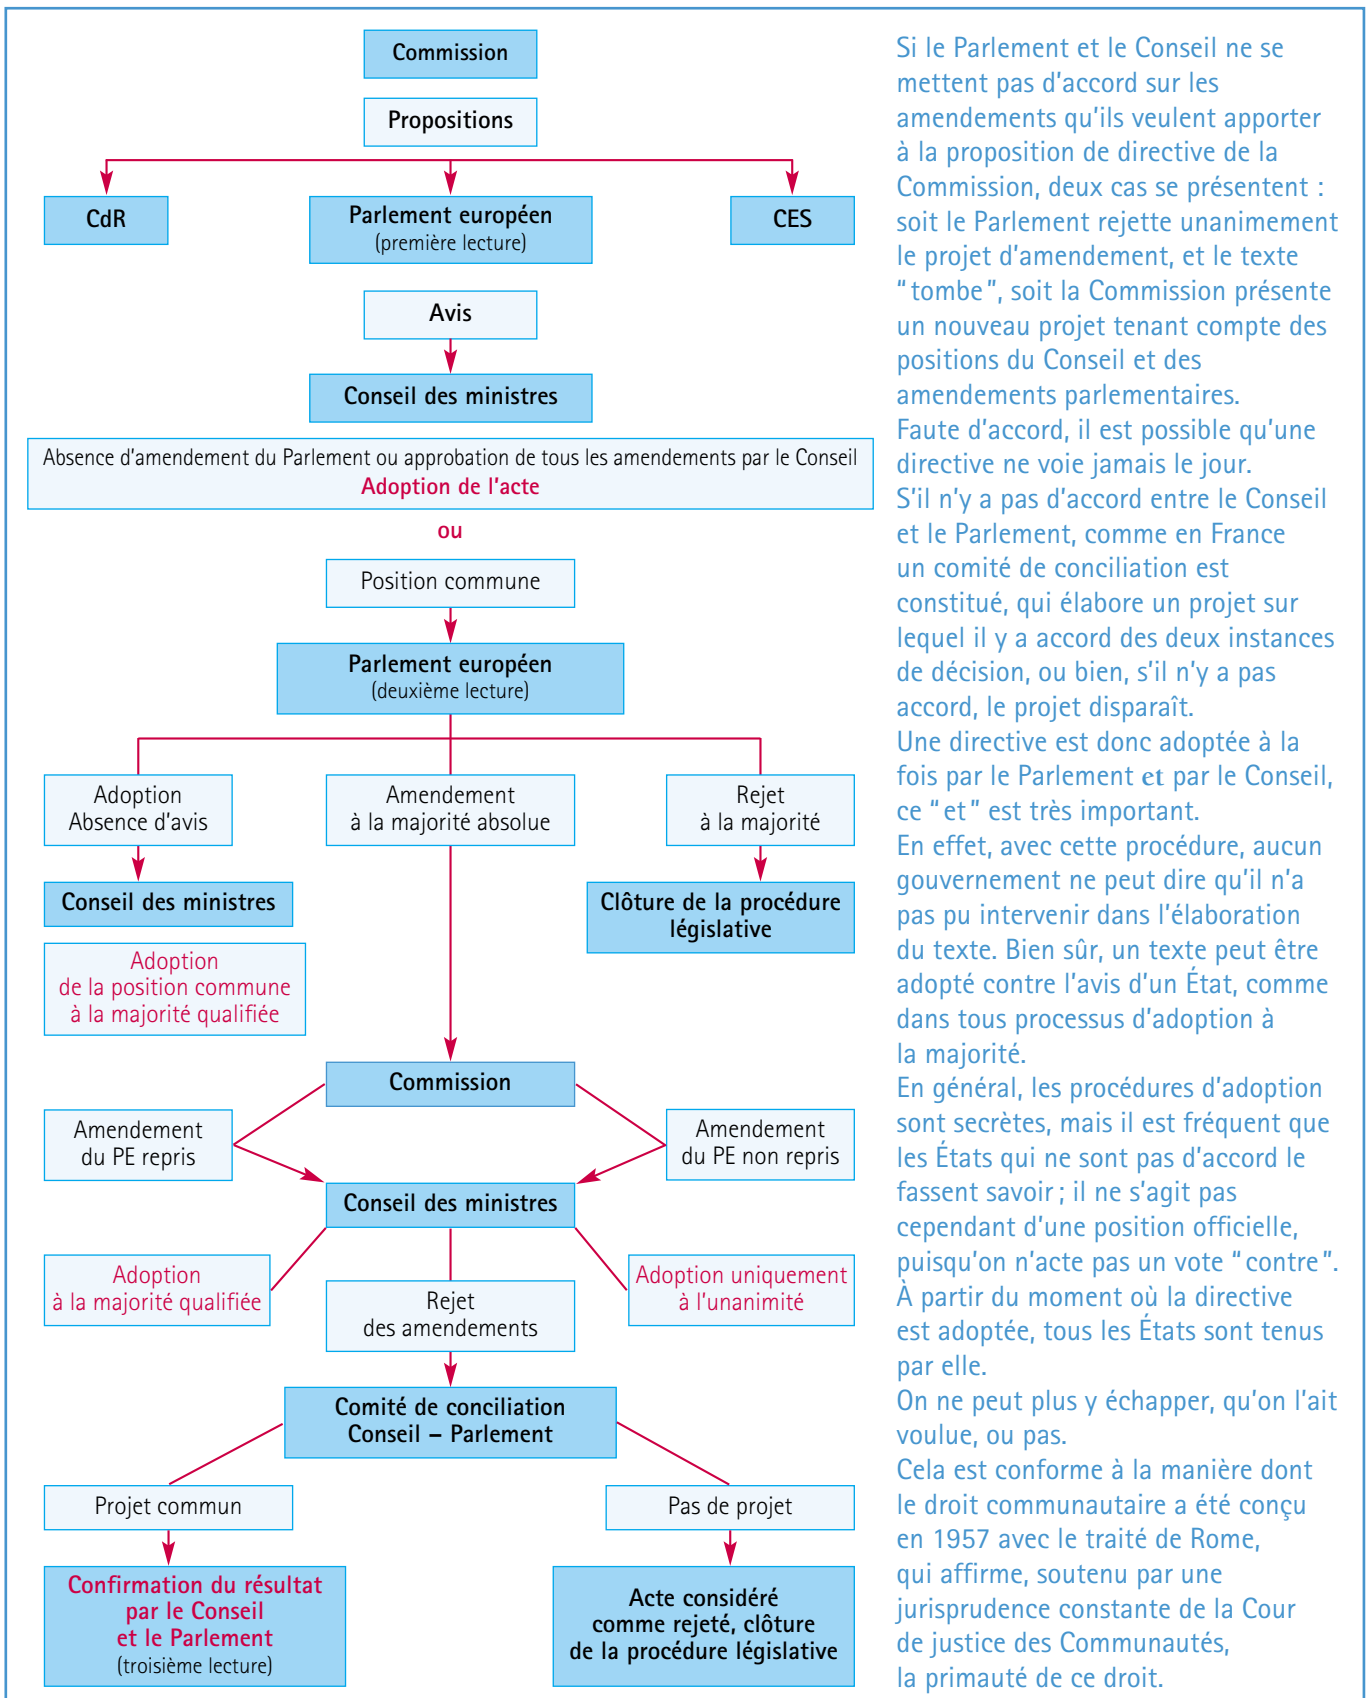 Commission
Propositions
CdR
Parlement européen
(première lecture)
CES
Avis
Conseil des ministres
Absence d'amendement du Parlement ou approbation de tous les amendements par le Conseil
Adoption de l'acte
ou
Position commune
Parlement européen
(deuxième lecture)
Adoption
Absence d'avis
Amendement
à la majorité absolue
Rejet
à la majorité
Conseil des ministres
Clôture de la procédure
législative
Adoption
de la position commune
à la majorité qualifiée
Commission
Amendement
du PE repris
Amendement
du PE non repris
Conseil des ministres
Adoption
à la majorité qualifiée
Rejet
des amendements
Adoption uniquement
à l'unanimité
Comité de conciliation
Conseil – Parlement
Projet commun
Pas de projet
Confirmation du résultat
par le Conseil
et le Parlement
(troisième lecture)
Acte considéré
comme rejeté, clôture
de la procédure législative
Si le Parlement et le Conseil ne se
mettent pas d'accord sur les
amendements qu'ils veulent apporter
à la proposition de directive de la
Commission, deux cas se présentent :
soit le Parlement rejette unanimement
le projet d'amendement, et le texte
"tombe", soit la Commission présente
un nouveau projet tenant compte des
positions du Conseil et des
amendements parlementaires.
Faute d'accord, il est possible qu'une
directive ne voie jamais le jour.
S'il n'y a pas d'accord entre le Conseil
et le Parlement, comme en France
un comité de conciliation est
constitué, qui élabore un projet sur
lequel il y a accord des deux instances
de décision, ou bien, s'il n'y a pas
accord, le projet disparaît.
Une directive est donc adoptée à la
fois par le Parlement et par le Conseil,
ce "et" est très important.
En effet, avec cette procédure, aucun
gouvernement ne peut dire qu'il n'a
pas pu intervenir dans l'élaboration
du texte. Bien sûr, un texte peut être
adopté contre l'avis d'un État, comme
dans tous processus d'adoption à
la majorité.
En général, les procédures d'adoption
sont secrètes, mais il est fréquent que
les États qui ne sont pas d'accord le
fassent savoir ; il ne s'agit pas
cependant d'une position officielle,
puisqu'on n'acte pas un vote "contre".
À partir du moment où la directive
est adoptée, tous les États sont tenus
par elle.
On ne peut plus y échapper, qu'on l'ait
voulue, ou pas.
Cela est conforme à la manière dont
le droit communautaire a été conçu
en 1957 avec le traité de Rome,
qui affirme, soutenu par une
jurisprudence constante de la Cour
de justice des Communautés,
la primauté de ce droit.